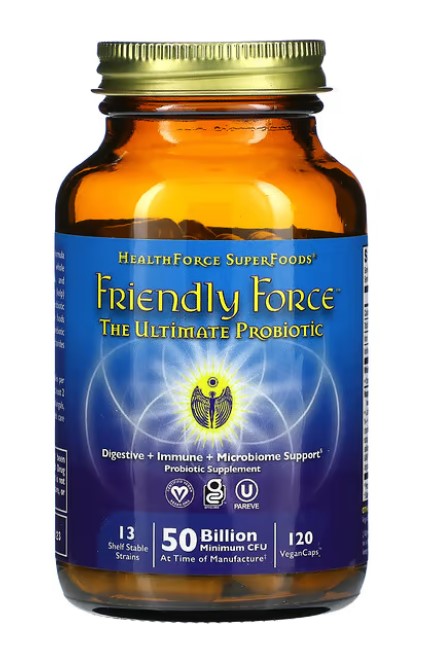 HealthForce SuperFoods®
Friendly Force™
The Ultimate Probiotic
Digestive + Immune + Microbiome Support
Probiotic Supplement
U
PAREVE
13
Shelf Stable
Strains
50 Billion
Minimum CFU
At Time of Manufacture
120
VeganCaps